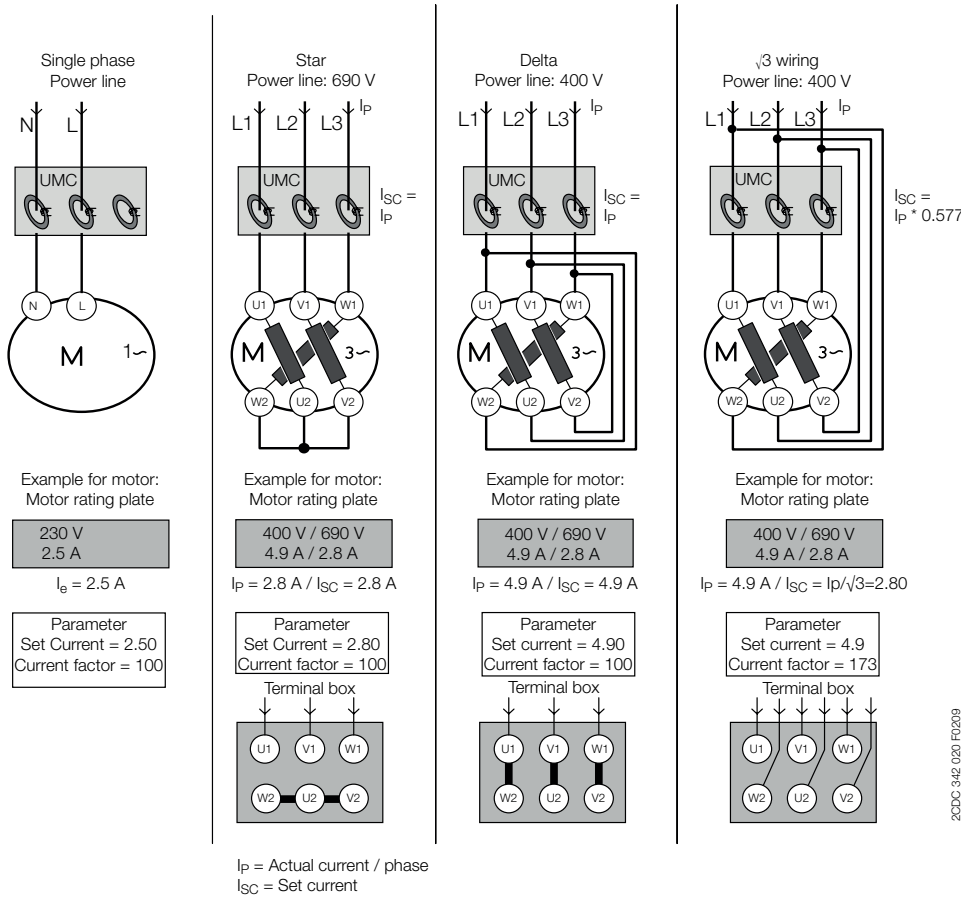 Single phase
Power line
N
L
UMC
N
L
M
1~
Example for motor:
Motor rating plate
230 V
2.5 A
Ie = 2.5 A
Parameter
Set Current = 2.50
Current factor = 100
Star
Power line: 690 V
IP
L1
L2
L3
UMC
ISC =
IP
U1
V1
W1
M
3~
W2
U2
V2
Example for motor:
Motor rating plate
400 V / 690 V
4.9 A / 2.8 A
IP = 2.8 A / ISC = 2.8 A
Parameter
Set Current = 2.80
Current factor = 100
Terminal box
U1
V1
W1
W2
U2
V2
Delta
Power line: 400 V
IP
L1
L2
L3
UMC
ISC =
IP
U1
V1
W1
M
3~
W2
U2
V2
Example for motor:
Motor rating plate
400 V / 690 V
4.9 A / 2.8 A
IP = 4.9 A / ISC = 4.9 A
Parameter
Set current = 4.90
Current factor = 100
Terminal box
U1
V1
W1
W2
U2
V2
√3 wiring
Power line: 400 V
IP
L1
L2
L3
UMC
ISC =
IP * 0.577
U1
V1
W1
M
3~
W2
U2
V2
Example for motor:
Motor rating plate
400 V / 690 V
4.9 A / 2.8 A
IP = 4.9 A / ISC = Ip/√3=2.80
Parameter
Set current = 4.9
Current factor = 173
Terminal box
U1
V1
W1
W2
U2
V2
IP = Actual current / phase
ISC = Set current
2CDC 342 020 F0209